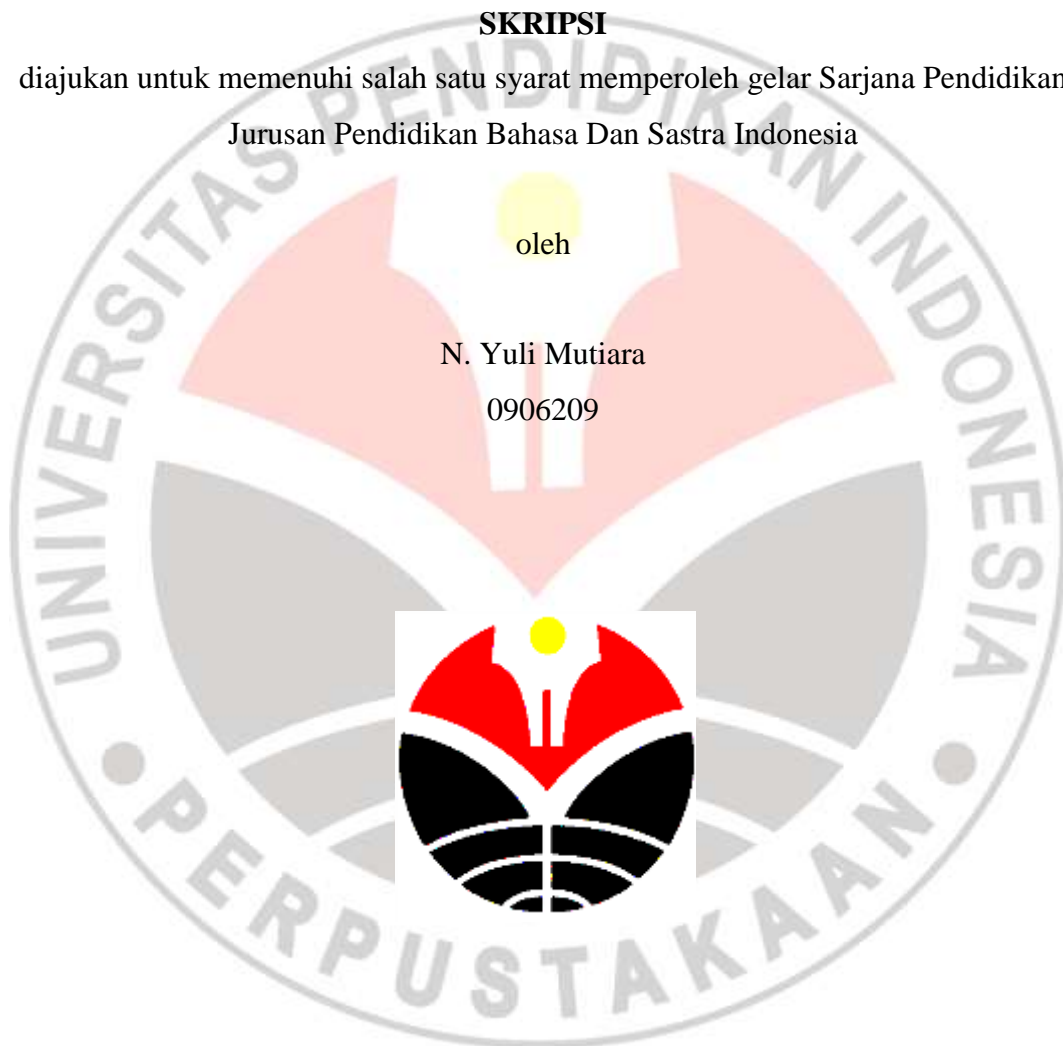 SKRIPSI
diajukan untuk memenuhi salah satu syarat memperoleh gelar Sarjana Pendidikan
Jurusan Pendidikan Bahasa Dan Sastra Indonesia
oleh
N. Yuli Mutiara
0906209
UNIVERSITAS PENDIDIKAN INDONESIA
PERPUSTAKAAN